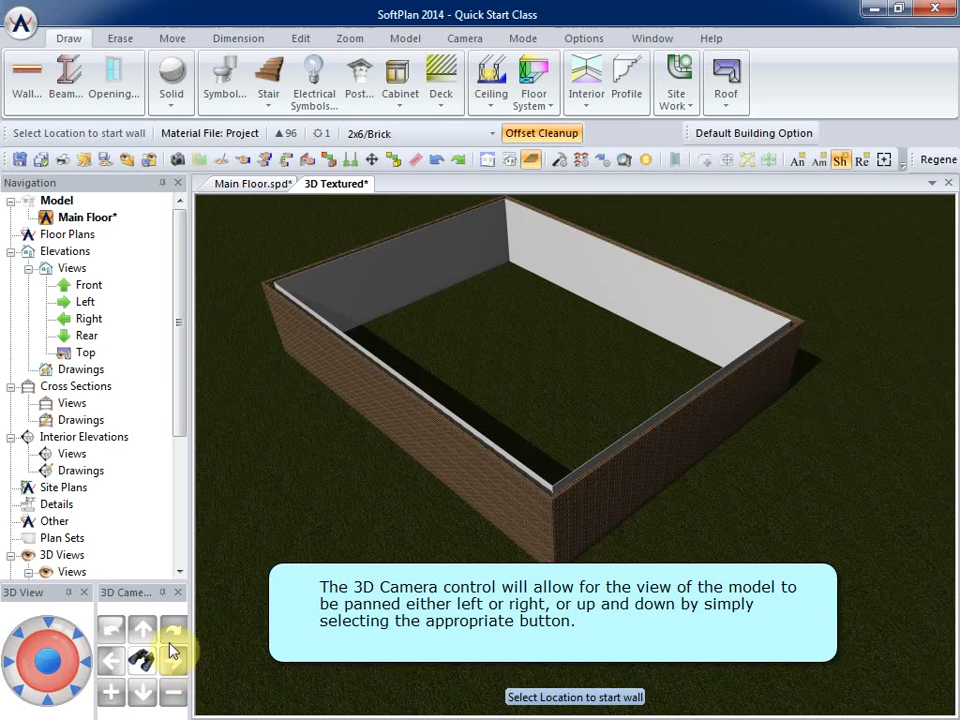 SoftPlan 2014 - Quick Start Class
Draw Erase Move Dimension Edit Zoom Model Camera Mode Options Window Help
Wall... Beam... Opening... Solid Symbol... Stair Electrical Symbols... Post... Cabinet Deck Ceiling Floor System Interior Profile Site Work Roof
Select Location to start wall Material File: Project 96 1 2x6/Brick Offset Cleanup Default Building Option
An Am Sh Re Regene
Navigation
Main Floor.spd* 3D Textured*
Model
Main Floor*
Floor Plans
Elevations
Views
Front
Left
Right
Rear
Top
Drawings
Cross Sections
Views
Drawings
Interior Elevations
Views
Drawings
Site Plans
Details
Other
Plan Sets
3D Views
Views
3D View 3D Came...
The 3D Camera control will allow for the view of the model to
be panned either left or right, or up and down by simply
selecting the appropriate button.
Select Location to start wall